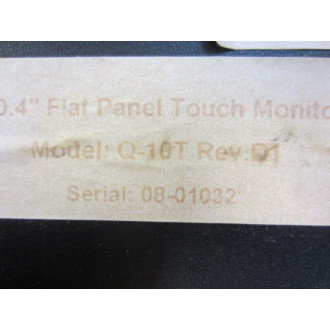 0.4" Flat Panel Touch Monito
Model: Q-10T Rev.D1
Serial: 08-01032